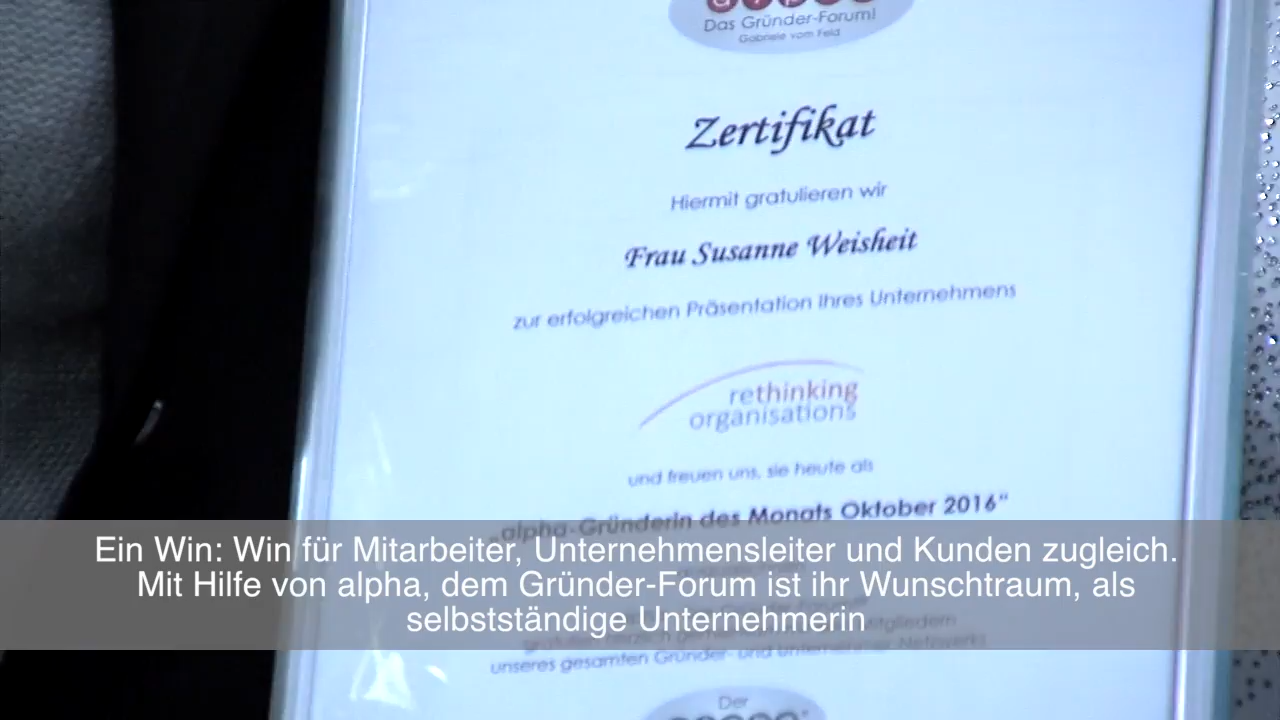 Das Gründer-Forum!
Gabriele vom Feld
Zertifikat
Hiermit gratulieren wir
Frau Susanne Weisheit
zur erfolgreichen Präsentation Ihres Unternehmens
rethinking
organisations
und freuen uns, sie heute als
„alpha-Gründerin des Monats Oktober 2016“
Ein Win: Win für Mitarbeiter, Unternehmensleiter und Kunden zugleich.
Mit Hilfe von alpha, dem Gründer-Forum ist ihr Wunschtraum, als
selbstständige Unternehmerin
unseres gesamten Gründer- und Unternehmer-Netzwerks
Der